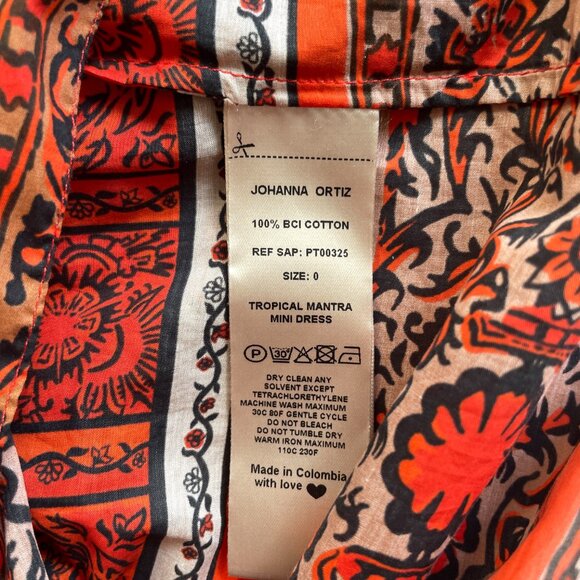 JOHANNA ORTIZ
100% BCI COTTON
REF SAP: PT00325
SIZE: 0
TROPICAL MANTRA
MINI DRESS
P 30°
DRY CLEAN ANY
SOLVENT EXCEPT
TETRACHLORETHYLENE
MACHINE WASH MAXIMUM
30C 80F GENTLE CYCLE
DO NOT BLEACH
DO NOT TUMBLE DRY
WARM IRON MAXIMUM
110C 230F
Made in Colombia
with love